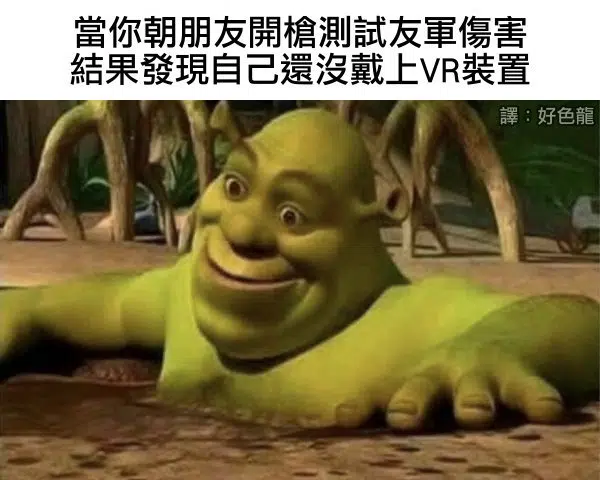 當你朝朋友開槍測試友軍傷害
結果發現自己還沒戴上VR裝置
譯：好色龍